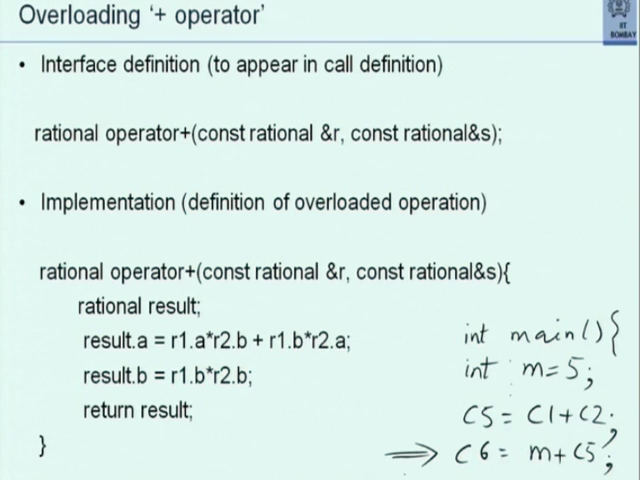 Overloading '+ operator'
IIT
BOMBAY
• Interface definition (to appear in call definition)
rational operator+(const rational &r, const rational&s);
• Implementation (definition of overloaded operation)
rational operator+(const rational &r, const rational&s){
rational result;
result.a = r1.a*r2.b + r1.b*r2.a;
result.b = r1.b*r2.b;
return result;
}
int main(){
int m=5;
C5= C1+C2;
⇒ C6= m+C5;